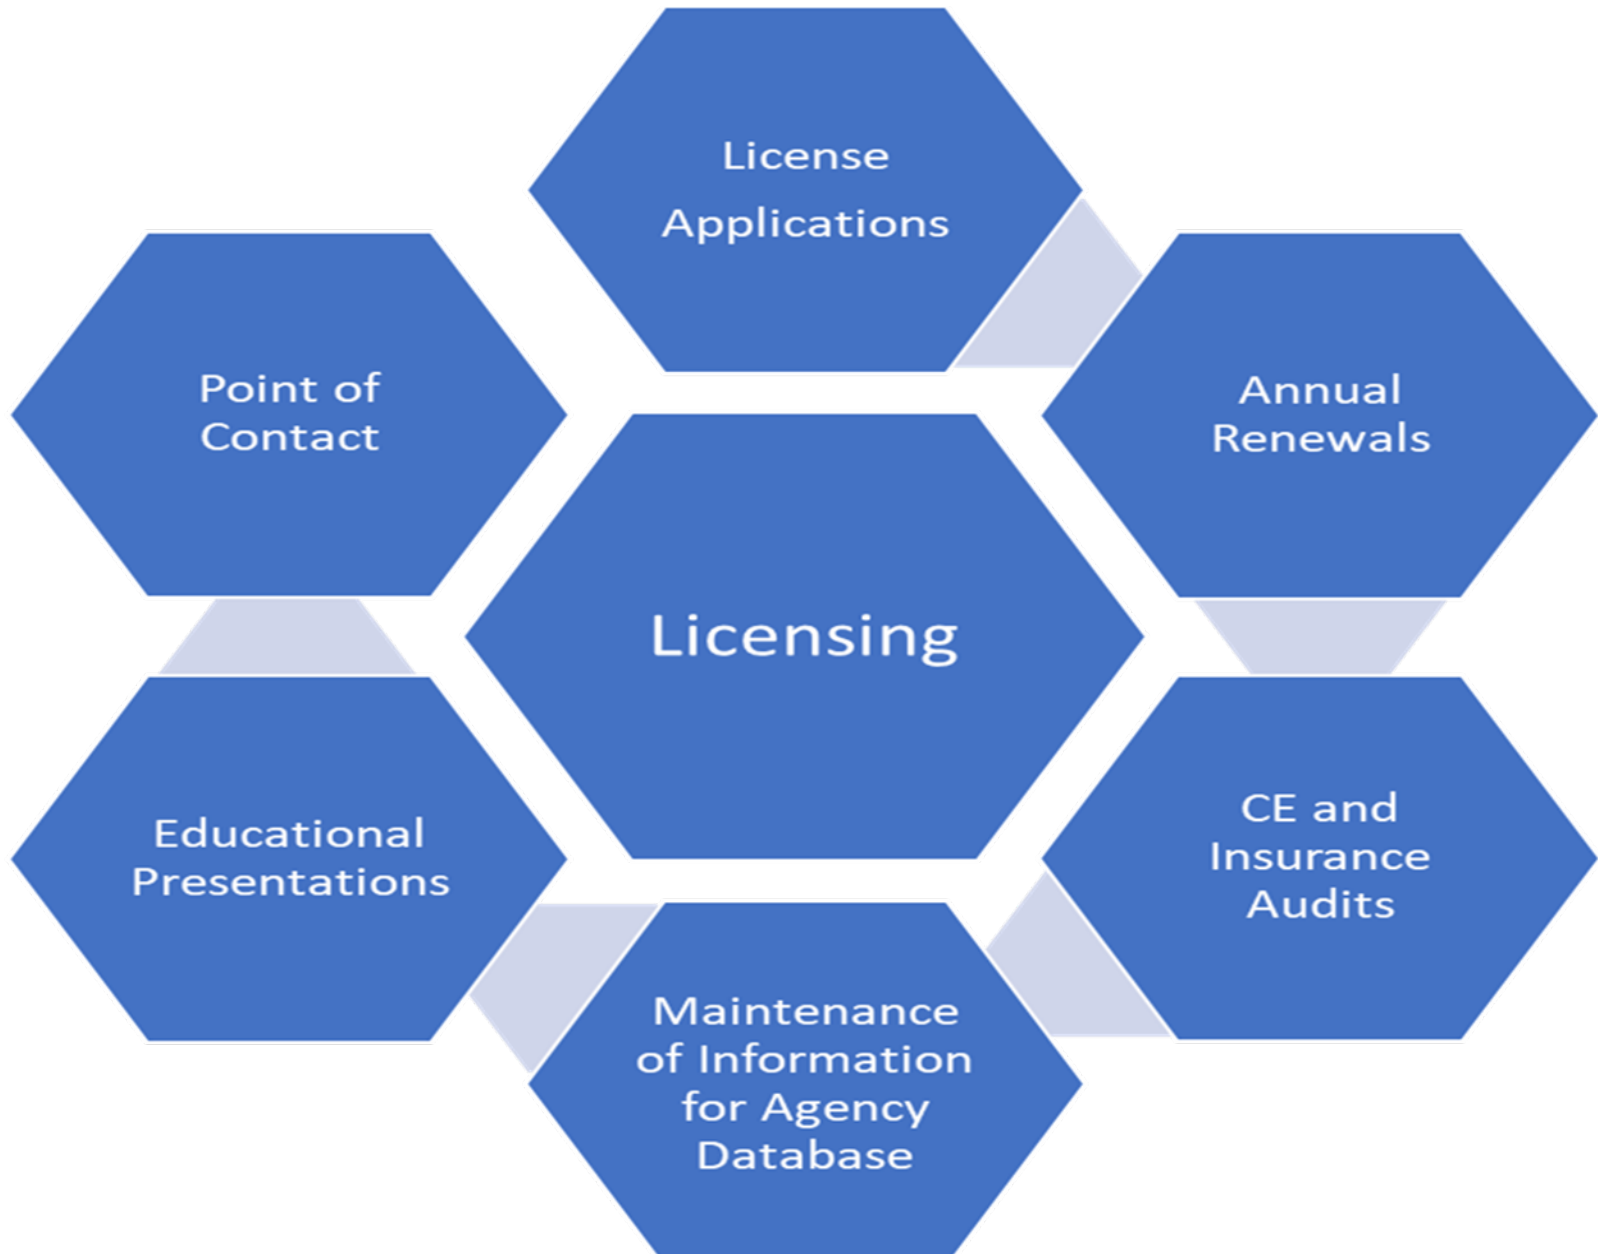 License
Applications
Point of
Contact
Annual
Renewals
Licensing
Educational
Presentations
CE and
Insurance
Audits
Maintenance
of Information
for Agency
Database